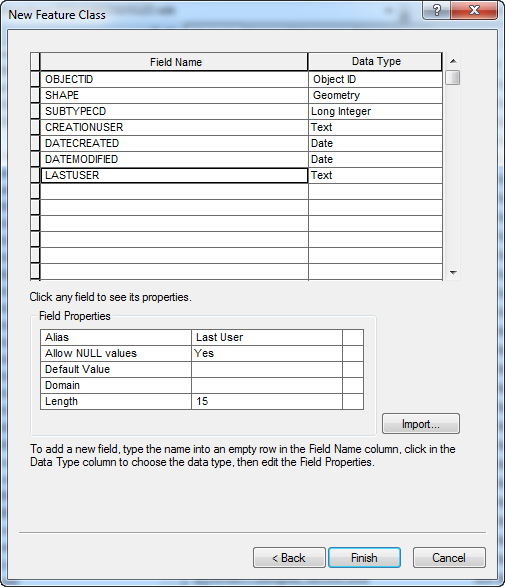 New Feature Class
Field Name Data Type
OBJECTID Object ID
SHAPE Geometry
SUBTYPECD Long Integer
CREATIONUSER Text
DATECREATED Date
DATEMODIFIED Date
LASTUSER Text
Click any field to see its properties.
Field Properties
Alias Last User
Allow NULL values Yes
Default Value
Domain
Length 15
Import...
To add a new field, type the name into an empty row in the Field Name column, click in the
Data Type column to choose the data type, then edit the Field Properties.
< Back Finish Cancel